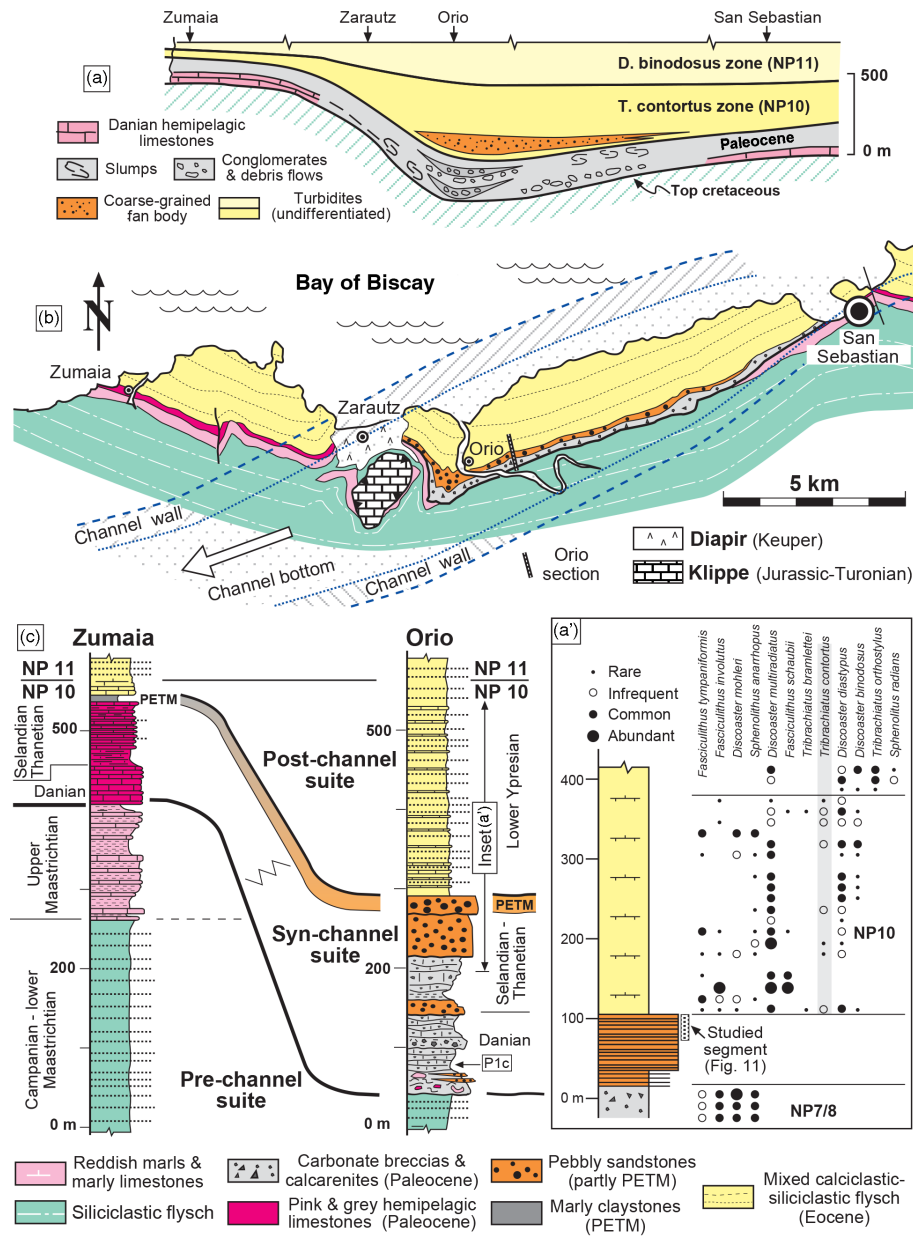 Zumaia
Zarautz
Orio
San Sebastian
(a)
D. binodosus zone (NP11)
T. contortus zone (NP10)
Paleocene
Top cretaceous
500
0 m
Danian hemipelagic
limestones
Slumps
Conglomerates
& debris flows
Coarse-grained
fan body
Turbidites
(undifferentiated)
(b)
N
Bay of Biscay
Zumaia
Zarautz
Orio
San
Sebastian
5 km
Channel wall
Channel bottom
Channel wall
Orio
section
Diapir (Keuper)
Klippe (Jurassic-Turonian)
(c)
Zumaia
Orio
NP 11
NP 10
PETM
Selandian
Thanetian
500
Danian
Upper
Maastrichtian
Campanian - lower
Maastrichtian
200
0 m
Post-channel
suite
Syn-channel
suite
Pre-channel
suite
NP 11
NP 10
500
200
0 m
Inset (a')
Lower Ypresian
PETM
Selandian -
Thanetian
Danian
P1c
(a')
Rare
Infrequent
Common
Abundant
Fasciculithus tympaniformis
Fasciculithus involutus
Discoaster mohleri
Sphenolithus anarrhopus
Discoaster multiradiatus
Fasciculithus schaubii
Tribrachiatus bramlettei
Tribrachiatus contortus
Discoaster diastypus
Discoaster binodosus
Tribrachiatus orthostylus
Sphenolitus radians
400
300
200
100
0 m
NP10
Studied
segment
(Fig. 11)
NP7/8
Reddish marls &
marly limestones
Siliciclastic flysch
Carbonate breccias &
calcarenites (Paleocene)
Pink & grey hemipelagic
limestones (Paleocene)
Pebbly sandstones
(partly PETM)
Marly claystones
(PETM)
Mixed calciclastic-
siliciclastic flysch
(Eocene)